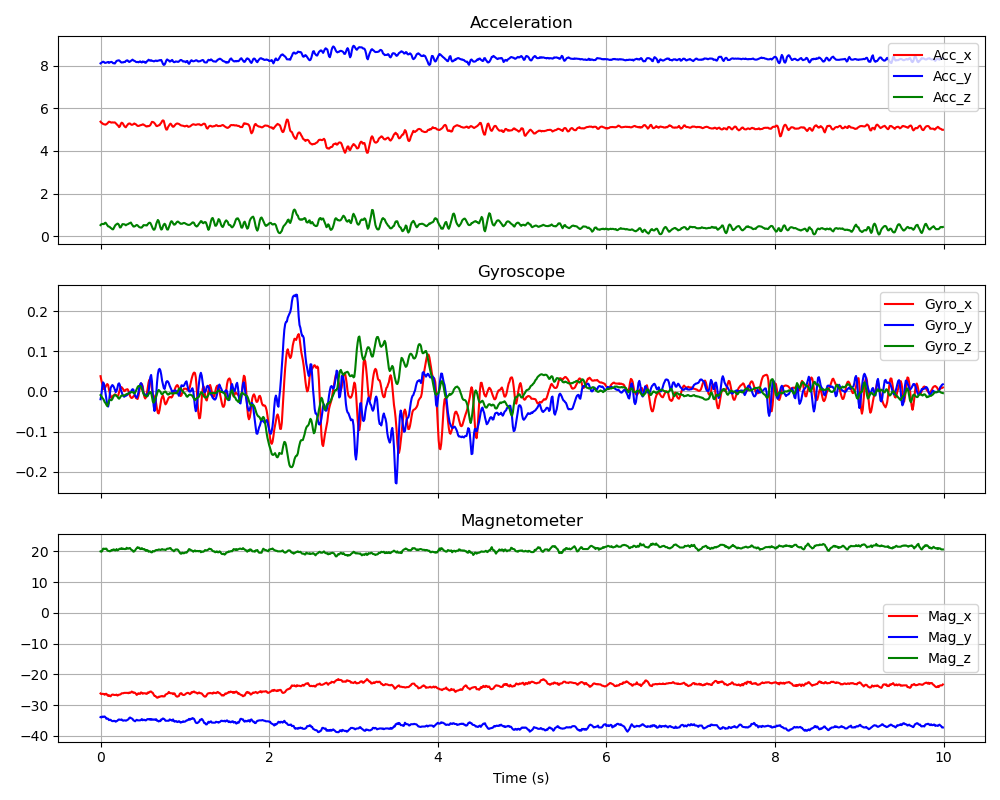 Acceleration
8
6
4
2
0
Acc_x
Acc_y
Acc_z
Gyroscope
0.2
0.1
0.0
−0.1
−0.2
Gyro_x
Gyro_y
Gyro_z
Magnetometer
20
10
0
−10
−20
−30
−40
Mag_x
Mag_y
Mag_z
0 2 4 6 8 10
Time (s)